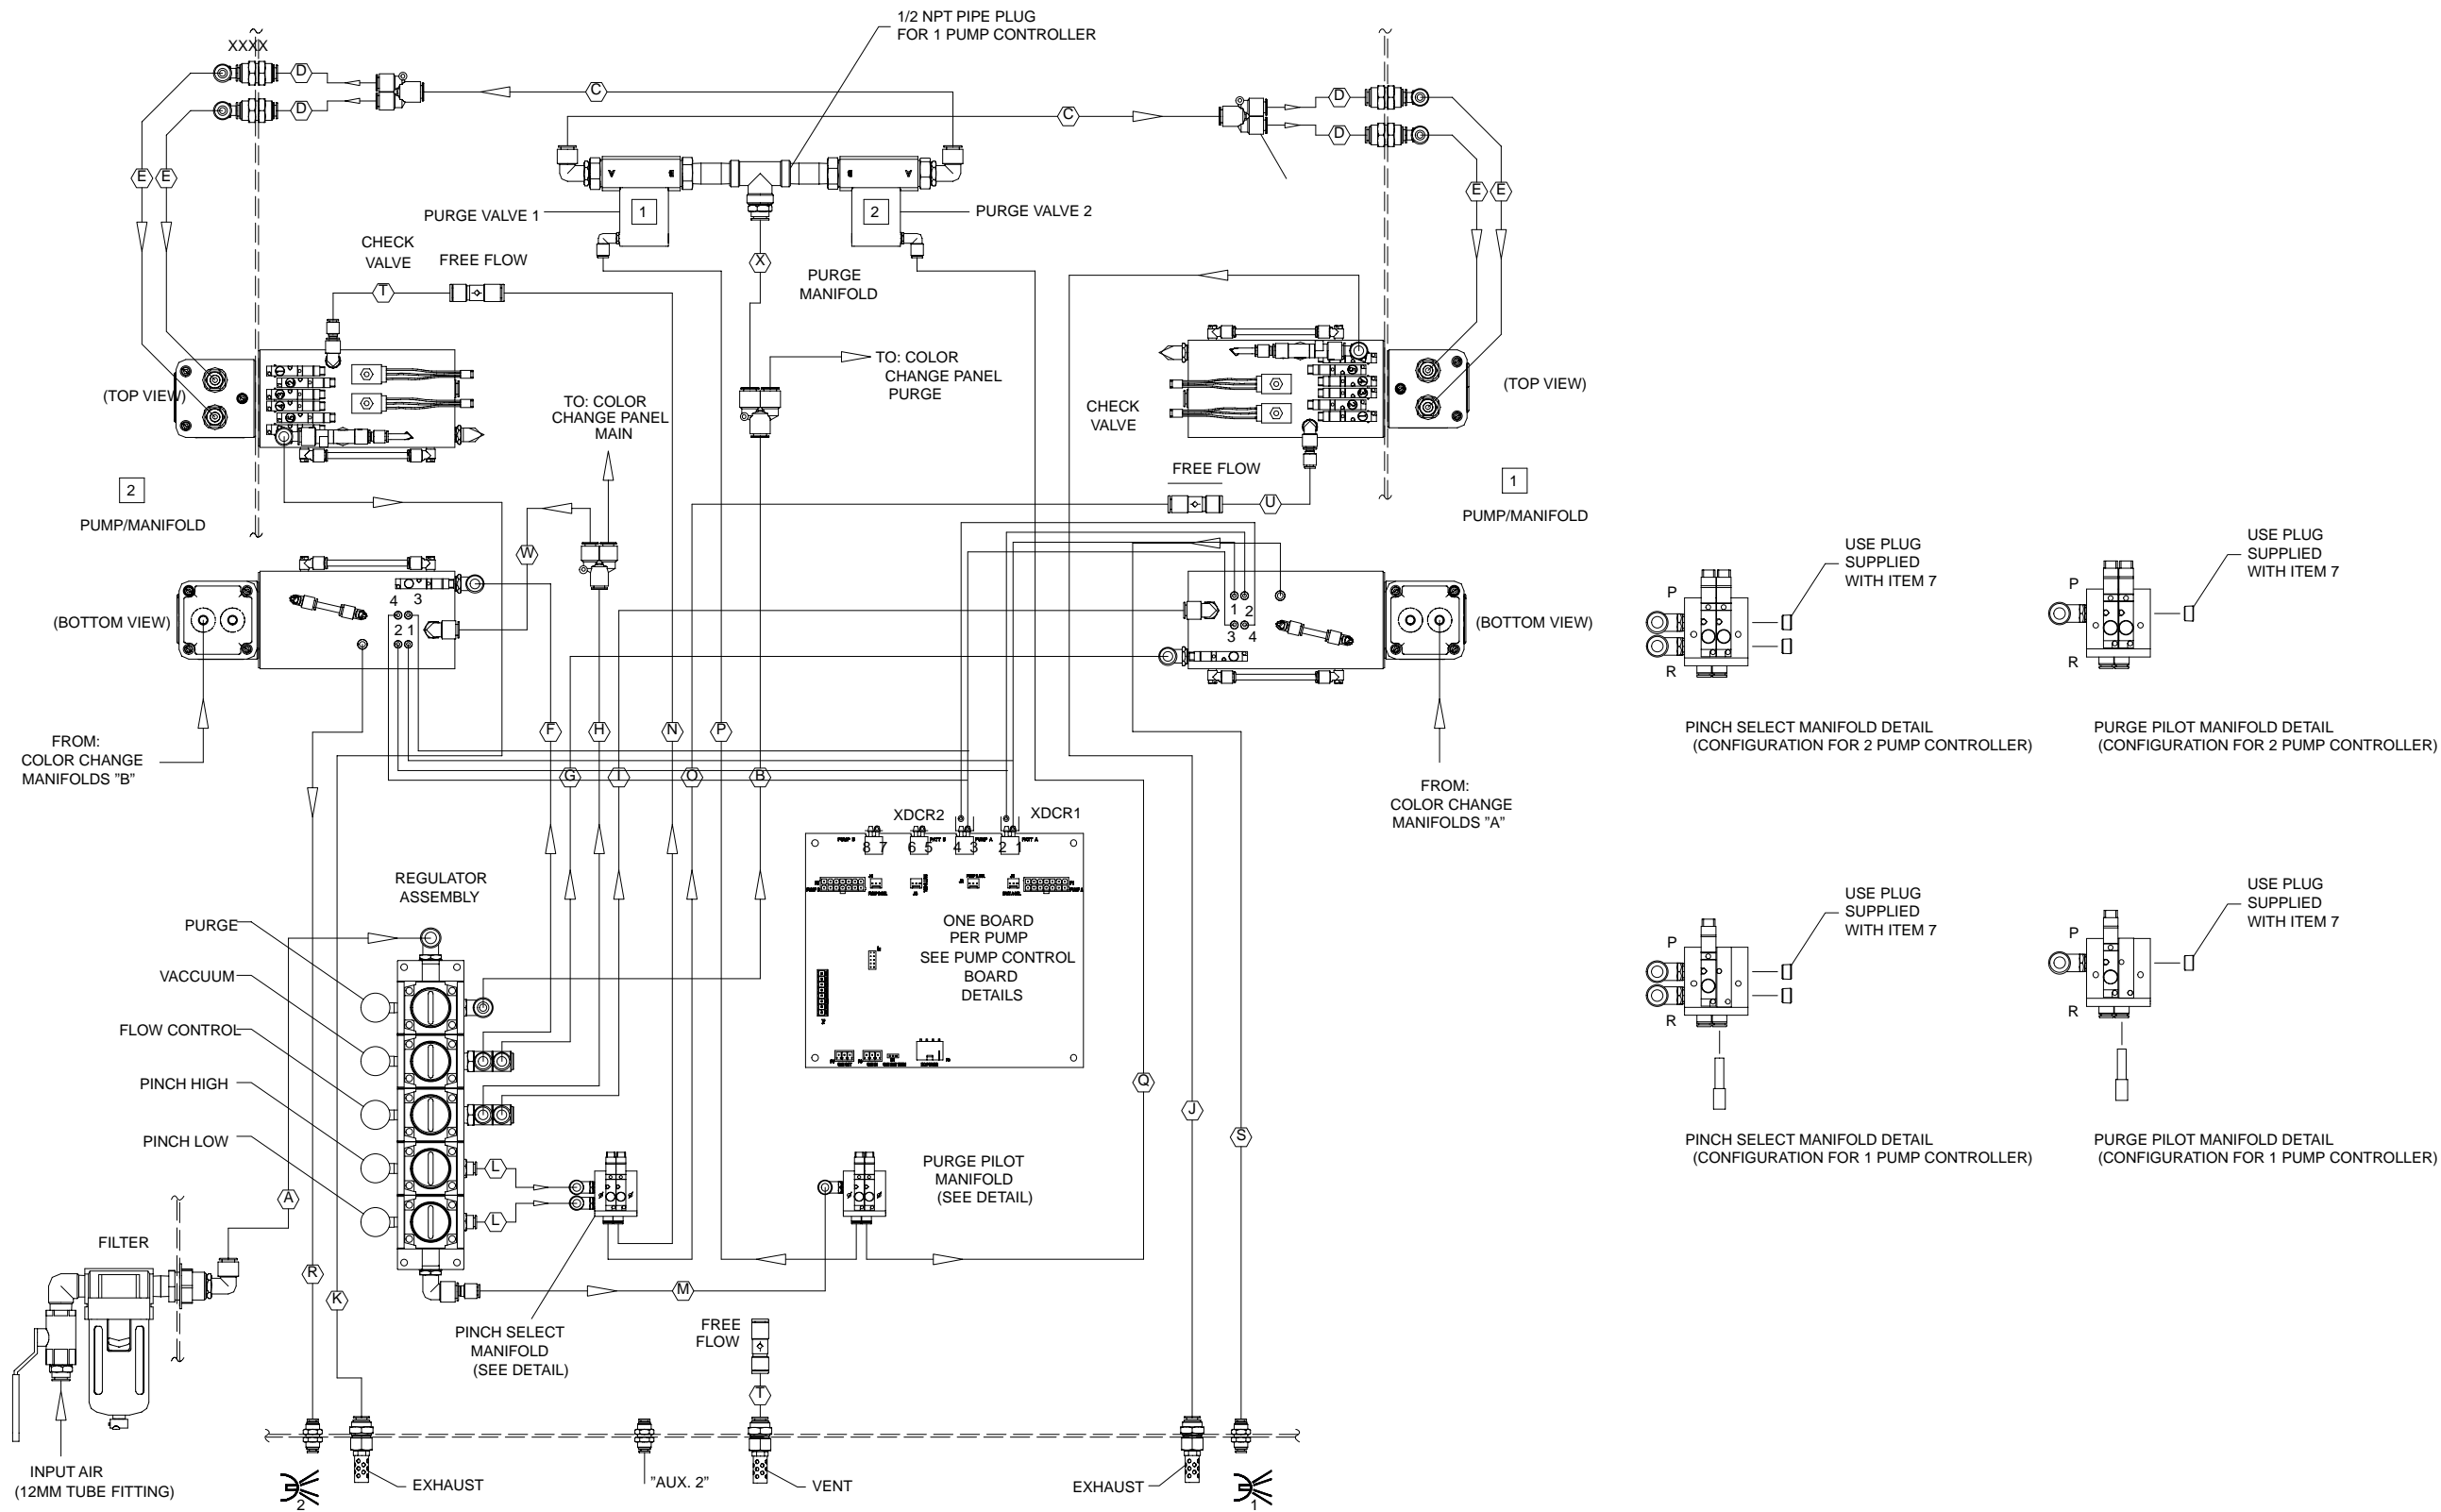 1/2 NPT PIPE PLUG
FOR 1 PUMP CONTROLLER
XXXX
D
D
C
C
D
D
E
E
E
E
A
B
B
A
PURGE VALVE 1
1
2
PURGE VALVE 2
CHECK
VALVE
FREE FLOW
T
X
PURGE
MANIFOLD
TO: COLOR
CHANGE PANEL
PURGE
(TOP VIEW)
(TOP VIEW)
TO: COLOR
CHANGE PANEL
MAIN
CHECK
VALVE
FREE FLOW
U
2
PUMP/MANIFOLD
1
PUMP/MANIFOLD
W
4 3
2 1
1 2
3 4
(BOTTOM VIEW)
(BOTTOM VIEW)
FROM:
COLOR CHANGE
MANIFOLDS "B"
FROM:
COLOR CHANGE
MANIFOLDS "A"
F
H
N
P
G
I
O
B
USE PLUG
SUPPLIED
WITH ITEM 7
P
R
PINCH SELECT MANIFOLD DETAIL
(CONFIGURATION FOR 2 PUMP CONTROLLER)
USE PLUG
SUPPLIED
WITH ITEM 7
P
R
PURGE PILOT MANIFOLD DETAIL
(CONFIGURATION FOR 2 PUMP CONTROLLER)
XDCR2
XDCR1
PUMP B
PATT B
PUMP A
PATT A
8 7
6 5
4 3
2 1
ONE BOARD
PER PUMP
SEE PUMP CONTROL
BOARD
DETAILS
REGULATOR
ASSEMBLY
PURGE
VACCUUM
FLOW CONTROL
PINCH HIGH
PINCH LOW
USE PLUG
SUPPLIED
WITH ITEM 7
P
R
PINCH SELECT MANIFOLD DETAIL
(CONFIGURATION FOR 1 PUMP CONTROLLER)
USE PLUG
SUPPLIED
WITH ITEM 7
P
R
PURGE PILOT MANIFOLD DETAIL
(CONFIGURATION FOR 1 PUMP CONTROLLER)
Q
J
S
L
L
PURGE PILOT
MANIFOLD
(SEE DETAIL)
A
FILTER
R
K
M
PINCH SELECT
MANIFOLD
(SEE DETAIL)
FREE
FLOW
T
INPUT AIR
(12MM TUBE FITTING)
2
EXHAUST
"AUX. 2"
VENT
EXHAUST
1